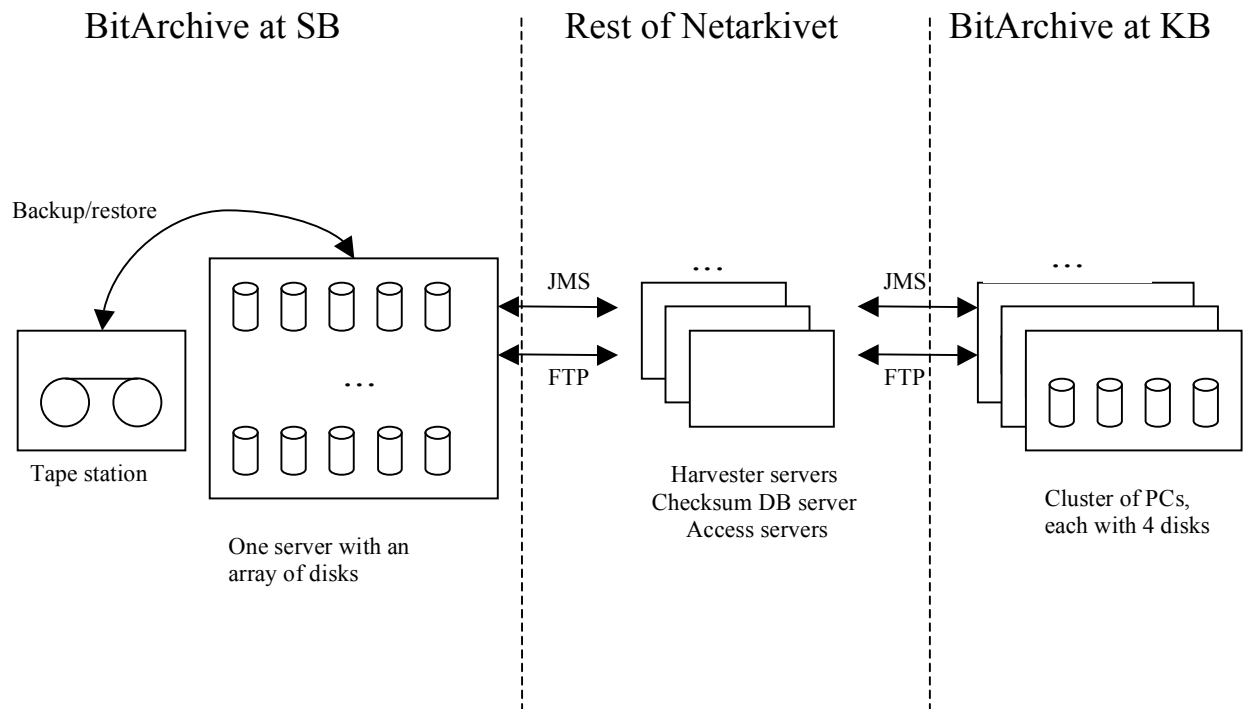 BitArchive at SB
Rest of Netarkivet
BitArchive at KB
Backup/restore
Tape station
...
One server with an
array of disks
JMS
FTP
...
Harvester servers
Checksum DB server
Access servers
JMS
FTP
...
Cluster of PCs,
each with 4 disks